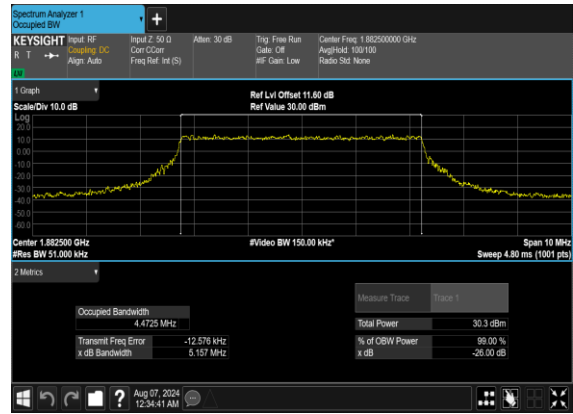 Spectrum Analyzer 1
Occupied BW
KEYSIGHT Input: RF Input Z: 50 Ω Atten: 30 dB Trig: Free Run Center Freq: 1.882500000 GHz
R T Coupling: DC Corr CCorr Gate: Off Avg|Hold: 100/100
Align: Auto Freq Ref: Int (S) #IF Gain: Low Radio Std: None
1 Graph Ref Lvl Offset 11.60 dB
Scale/Div 10.0 dB Ref Value 30.00 dBm
Log
20.0
10.0
0.00
-10.0
-20.0
-30.0
-40.0
-50.0
-60.0
Center 1.882500 GHz #Video BW 150.00 kHz* Span 10 MHz
#Res BW 51.000 kHz Sweep 4.80 ms (1001 pts)
2 Metrics
Measure Trace Trace 1
Occupied Bandwidth
4.4725 MHz Total Power 30.3 dBm
Transmit Freq Error -12.576 kHz % of OBW Power 99.00 %
x dB Bandwidth 5.157 MHz x dB -26.00 dB
? Aug 07, 2024
12:34:41 AM